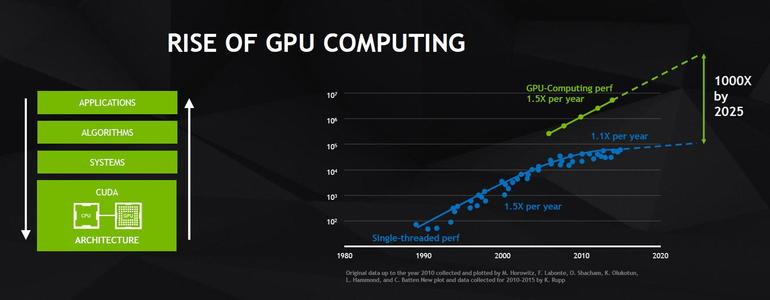 RISE OF GPU COMPUTING
APPLICATIONS
ALGORITHMS
SYSTEMS
CUDA
CPU
GPU
ARCHITECTURE
GPU-Computing perf
1.5X per year
1000X
by
2025
1.1X per year
1.5X per year
Single-threaded perf
10⁷
10⁶
10⁵
10⁴
10³
10²
1980
1990
2000
2010
2020
Original data up to the year 2010 collected and plotted by M. Horowitz, F. Labonte, O. Shacham, K. Olukotun,
L. Hammond, and C. Batten New plot and data collected for 2010-2015 by K. Rupp